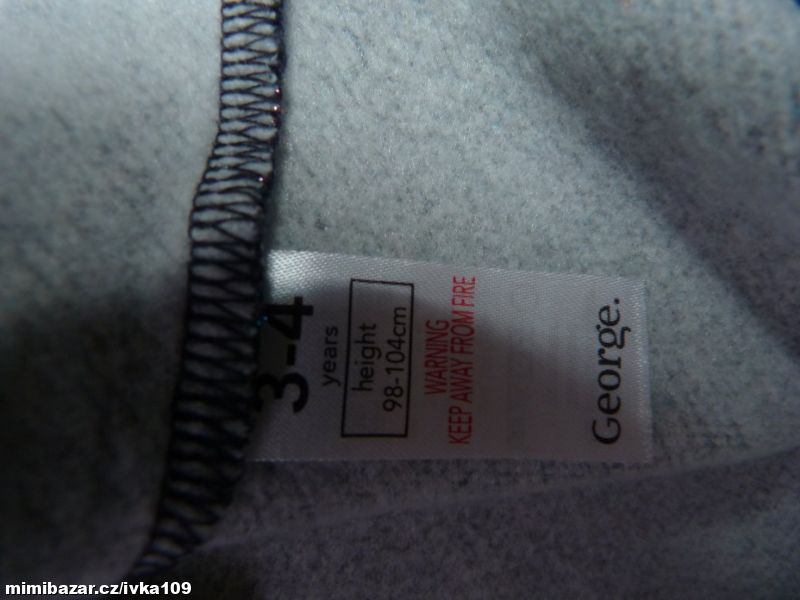 3-4
years
height
98-104cm
WARNING
KEEP AWAY FROM FIRE
George.
mimibazar.cz/ivka109